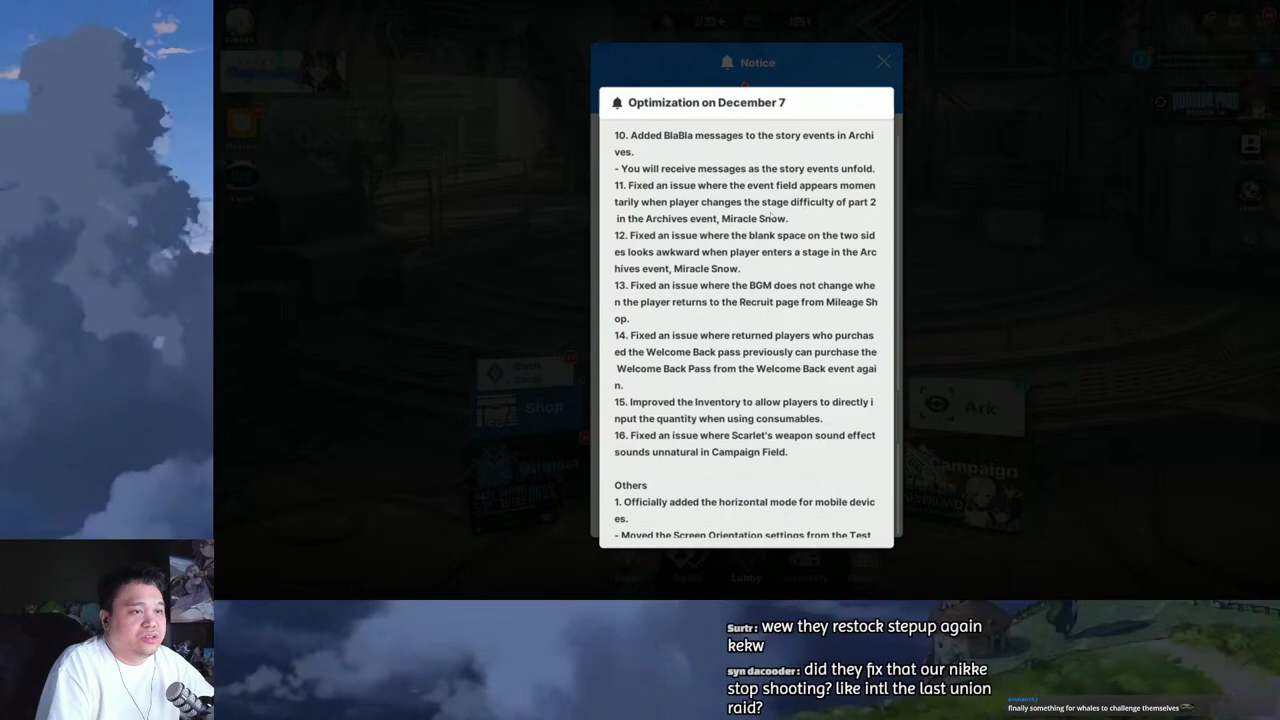 Notice
Optimization on December 7
10. Added BlaBla messages to the story events in Archi
ves.
- You will receive messages as the story events unfold.
11. Fixed an issue where the event field appears momen
tarily when player changes the stage difficulty of part 2
in the Archives event, Miracle Snow.
12. Fixed an issue where the blank space on the two sid
es looks awkward when player enters a stage in the Arc
hives event, Miracle Snow.
13. Fixed an issue where the BGM does not change whe
n the player returns to the Recruit page from Mileage Sh
op.
14. Fixed an issue where returned players who purchas
ed the Welcome Back pass previously can purchase the
Welcome Back Pass from the Welcome Back event agai
n.
15. Improved the Inventory to allow players to directly i
nput the quantity when using consumables.
16. Fixed an issue where Scarlet's weapon sound effect
sounds unnatural in Campaign Field.
Others
1. Officially added the horizontal mode for mobile devic
es.
- Moved the Screen Orientation settings from the Test
Shop
Ark
Outpost
Campaign
Lobby
Surtr: wew they restock stepup again
kekw
syn dacooder: did they fix that our nikke
stop shooting? like intl the last union
raid?
finally something for whales to challenge themselves